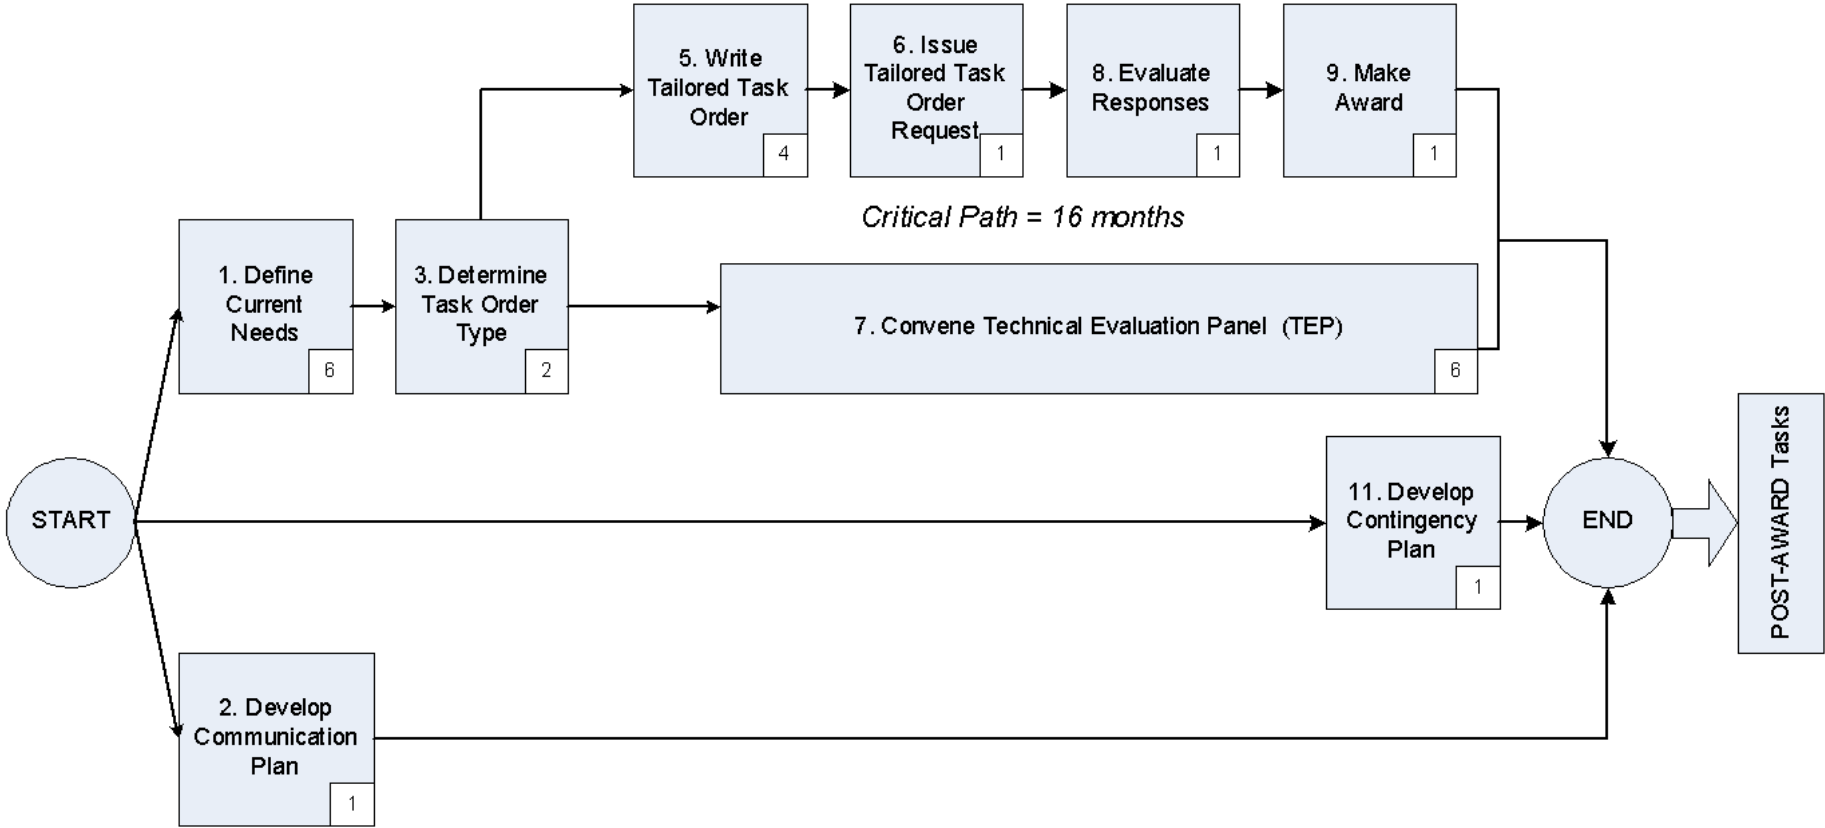 5. Write
Tailored Task
Order
4
6. Issue
Tailored Task
Order
Request
1
8. Evaluate
Responses
1
9. Make
Award
1
Critical Path = 16 months
1. Define
Current
Needs
6
3. Determine
Task Order
Type
2
7. Convene Technical Evaluation Panel (TEP)
6
START
11. Develop
Contingency
Plan
1
END
POST-AWARD Tasks
2. Develop
Communication
Plan
1